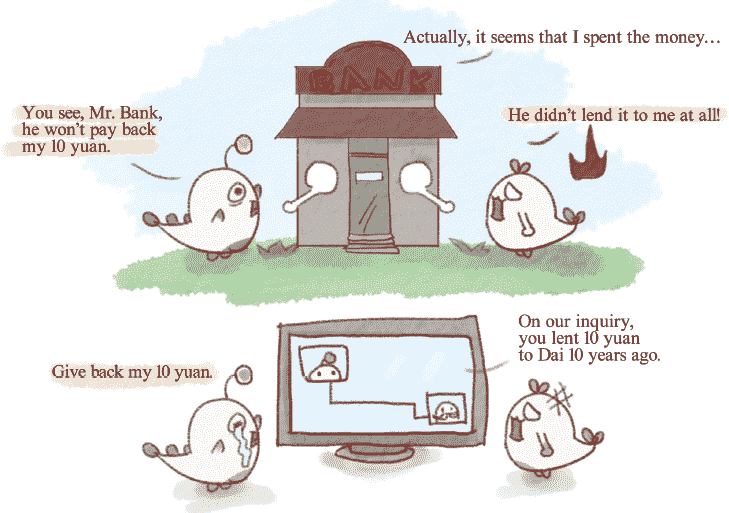 Actually, it seems that I spent the money…
BANK
You see, Mr. Bank,
he won't pay back
my 10 yuan.
He didn't lend it to me at all!
On our inquiry,
you lent 10 yuan
to Dai 10 years ago.
Give back my 10 yuan.